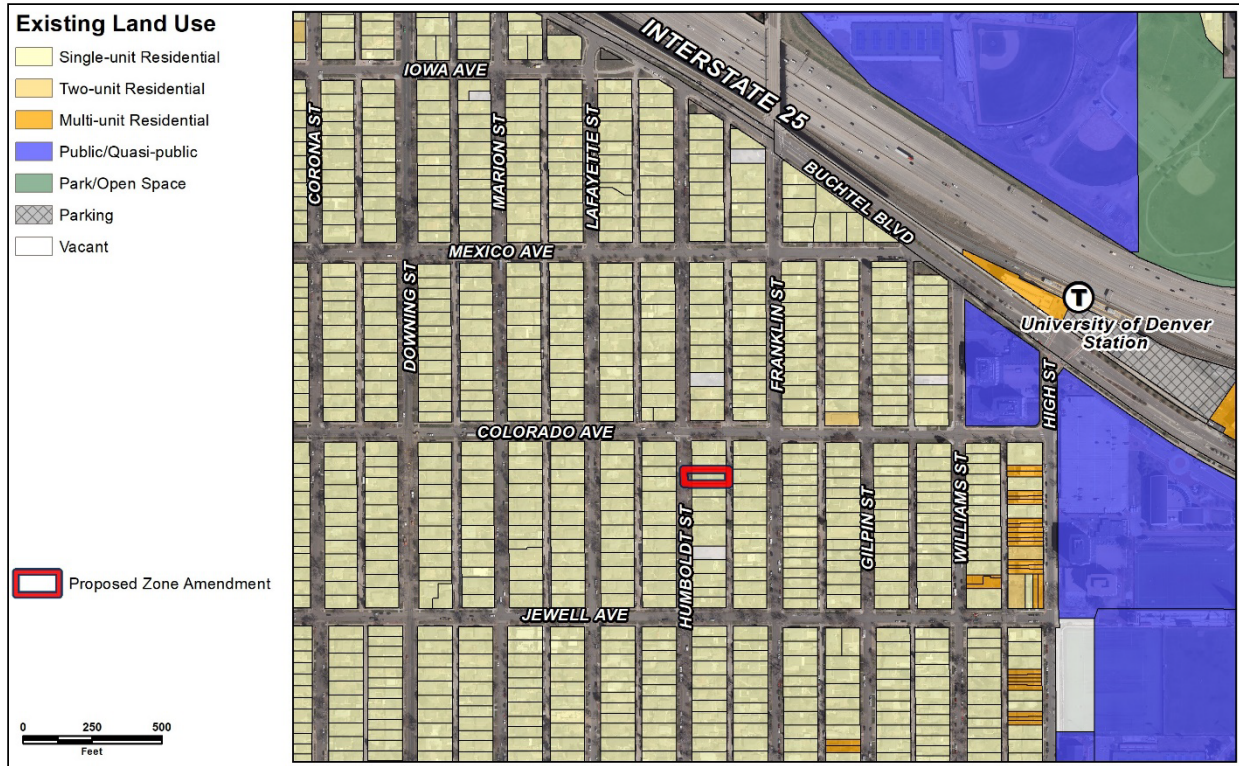 Existing Land Use
Single-unit Residential
Two-unit Residential
Multi-unit Residential
Public/Quasi-public
Park/Open Space
Parking
Vacant
Proposed Zone Amendment
0 250 500
Feet
INTERSTATE 25
IOWA AVE
CORONA ST
MARION ST
LAFAYETTE ST
BUCHTEL BLVD
MEXICO AVE
DOWNING ST
FRANKLIN ST
T
University of Denver
Station
HIGH ST
COLORADO AVE
HUMBOLDT ST
GILPIN ST
WILLIAMS ST
JEWELL AVE